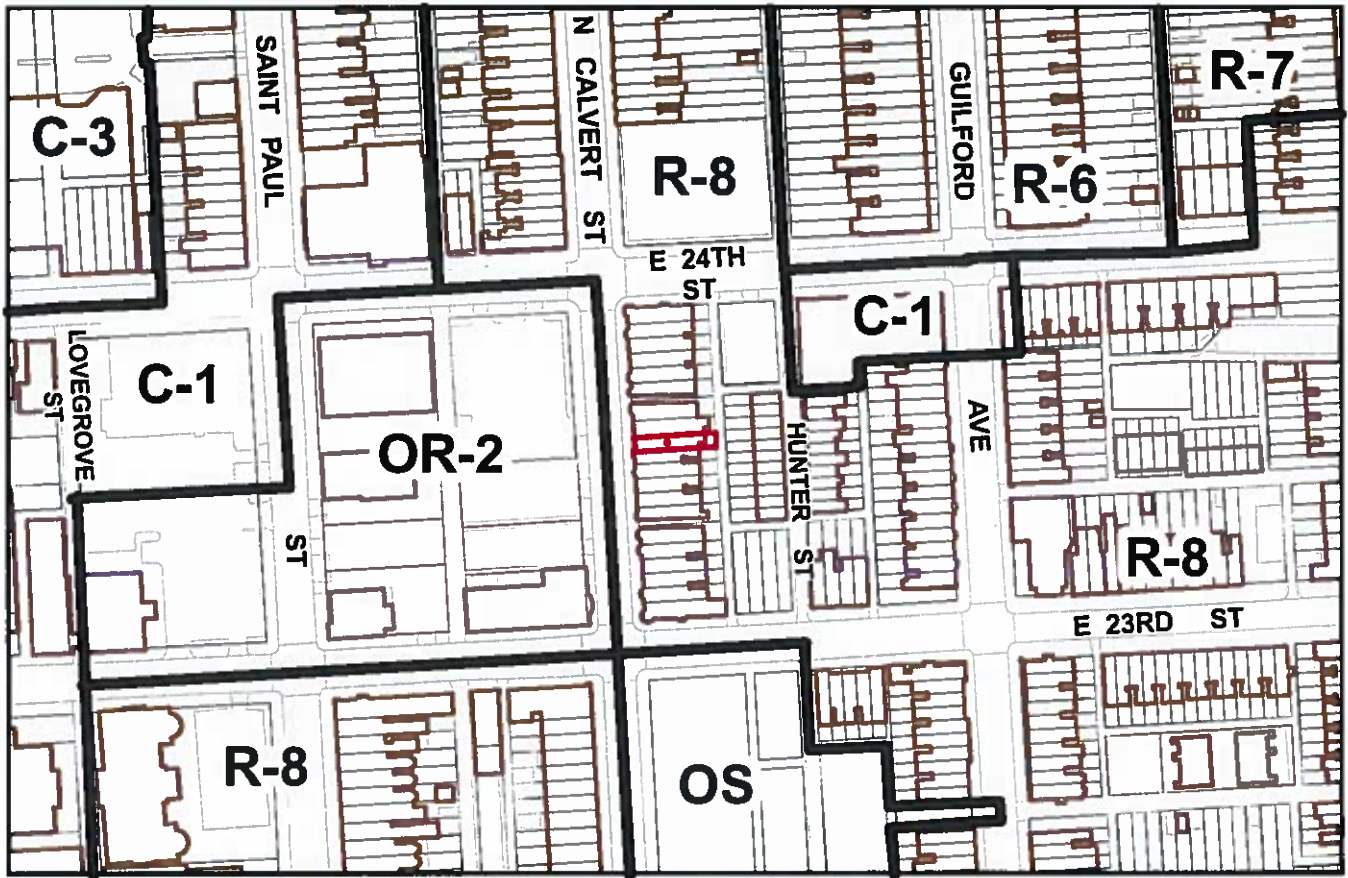 SAINT PAUL
N CALVERT ST
GUILFORD
R-7
C-3
R-8
R-6
E 24TH
ST
C-1
LOVEGROVE
ST
C-1
OR-2
HUNTER ST
AVE
ST
R-8
E 23RD ST
R-8
OS